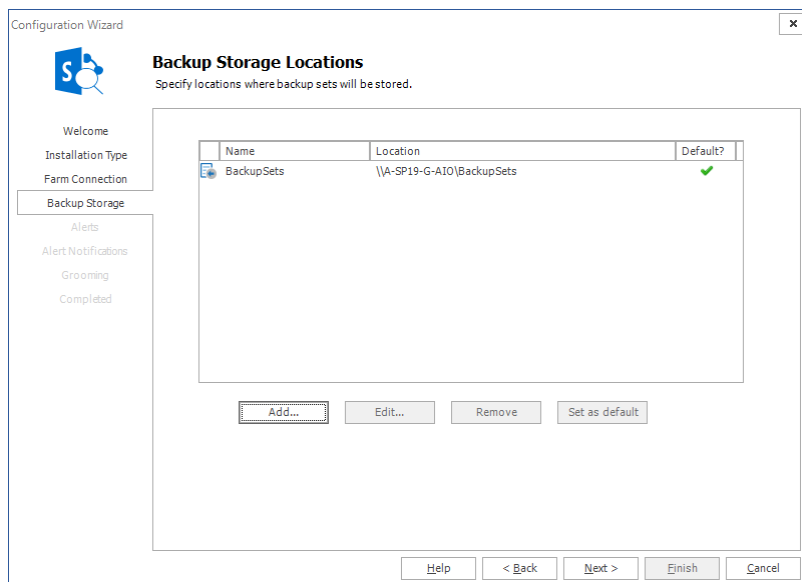 Configuration Wizard
Backup Storage Locations
Specify locations where backup sets will be stored.
Welcome
Installation Type
Farm Connection
Backup Storage
Alerts
Alert Notifications
Grooming
Completed
Name Location Default?
BackupSets \\A-SP19-G-AIO\BackupSets
Add... Edit... Remove Set as default
Help < Back Next > Finish Cancel